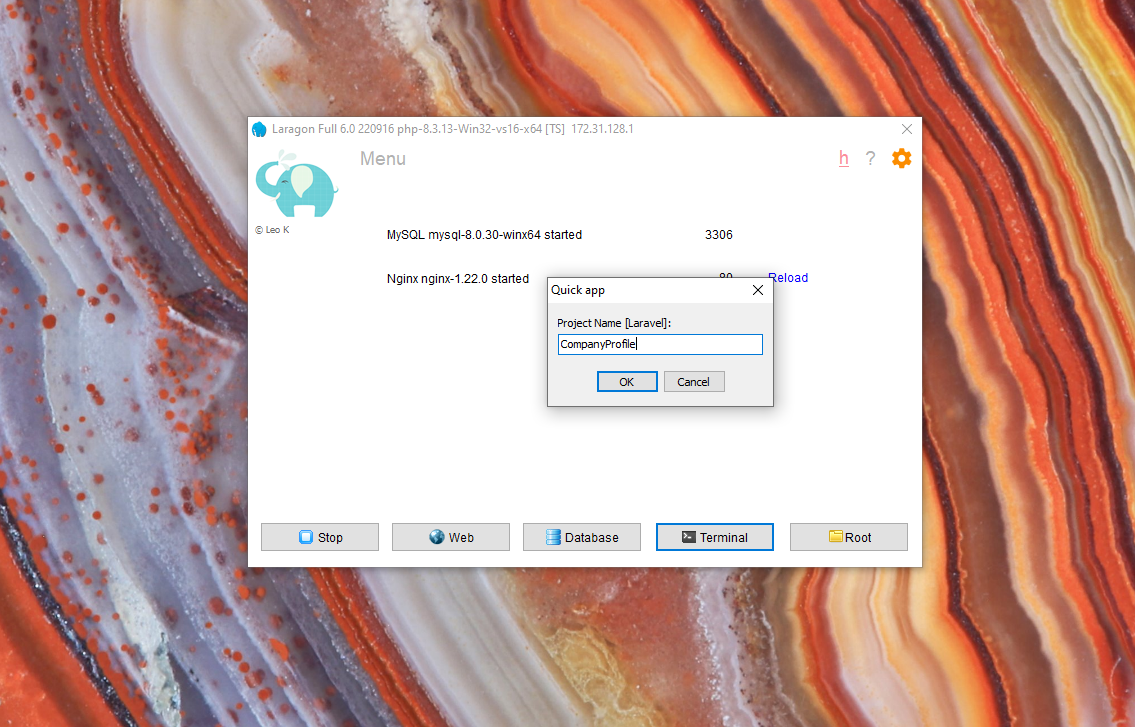 Laragon Full 6.0 220916 php-8.3.13-Win32-vs16-x64 [TS] 172.31.128.1
Menu
h ?
© Leo K
MySQL mysql-8.0.30-winx64 started 3306
Nginx nginx-1.22.0 started 80 Reload
Quick app
Project Name [Laravel]:
CompanyProfile
OK Cancel
Stop Web Database Terminal Root